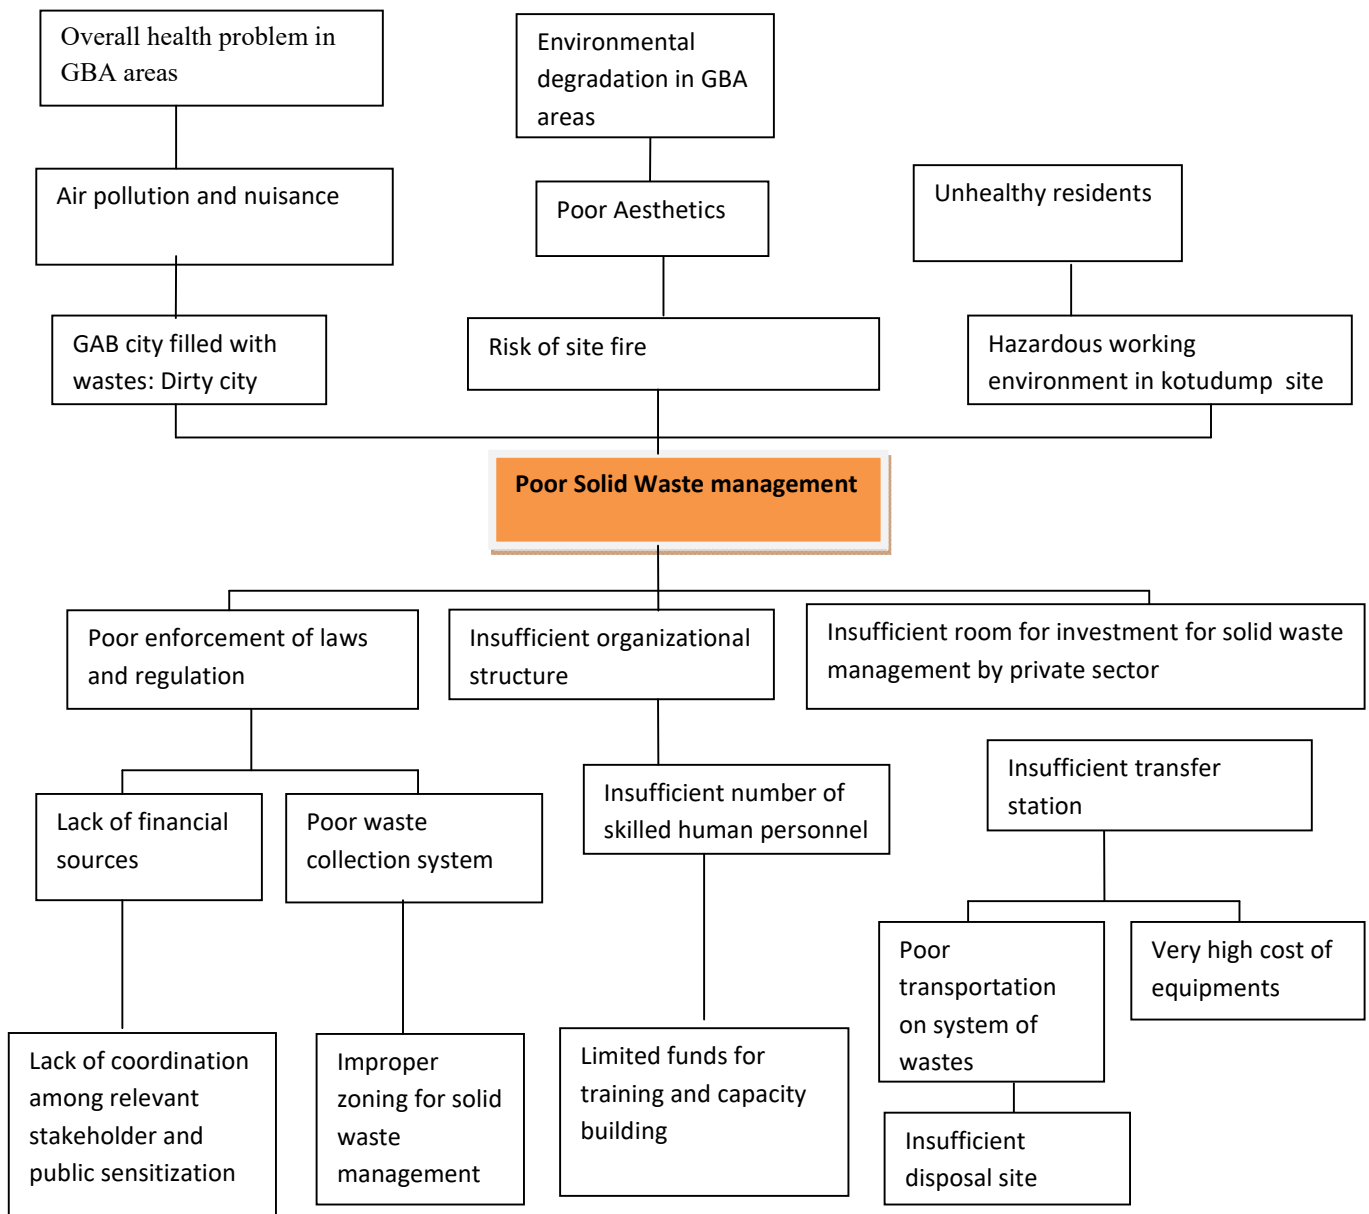 Overall health problem in
GBA areas
Environmental
degradation in GBA
areas
Air pollution and nuisance
Poor Aesthetics
Unhealthy residents
GAB city filled with
wastes: Dirty city
Risk of site fire
Hazardous working
environment in kotudump site
Poor Solid Waste management
Poor enforcement of laws
and regulation
Insufficient organizational
structure
Insufficient room for investment for solid waste
management by private sector
Lack of financial
sources
Poor waste
collection system
Insufficient number of
skilled human personnel
Insufficient transfer
station
Poor
transportation
on system of
wastes
Very high cost of
equipments
Lack of coordination
among relevant
stakeholder and
public sensitization
Improper
zoning for solid
waste
management
Limited funds for
training and capacity
building
Insufficient
disposal site